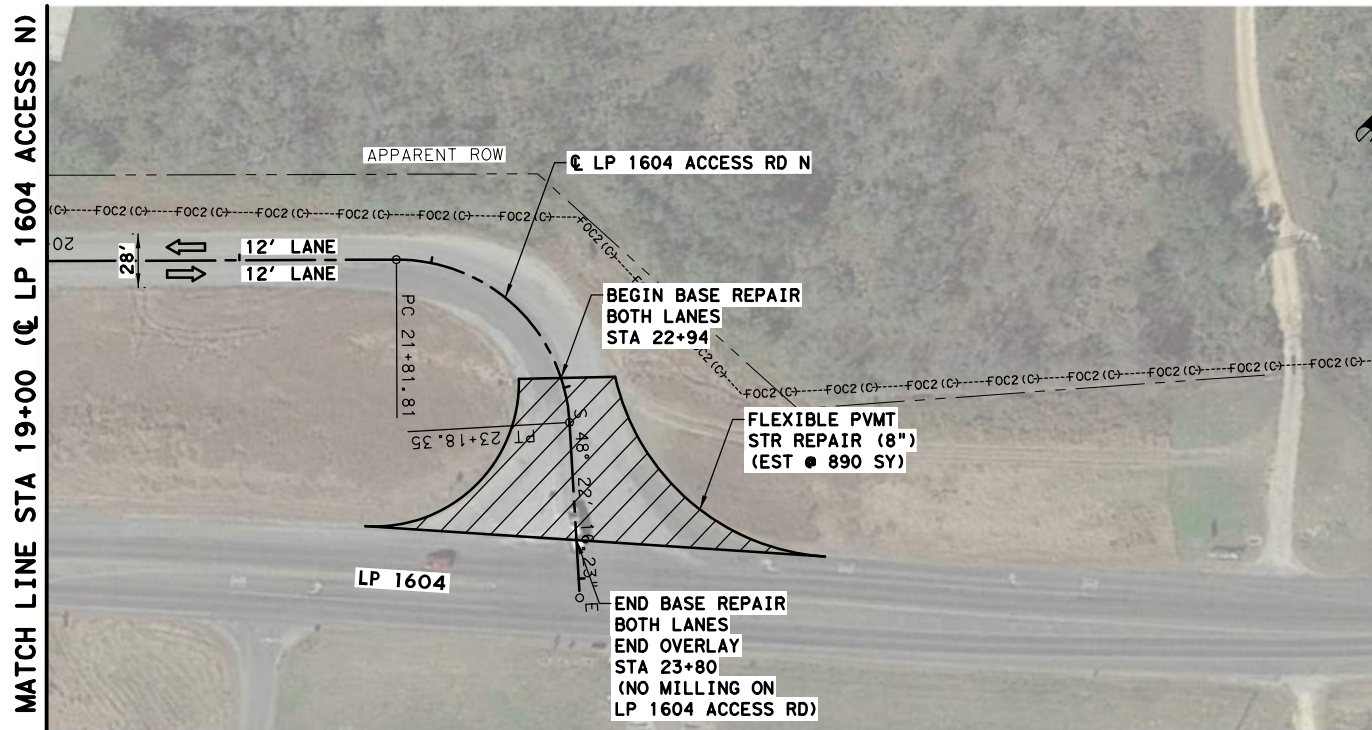 MATCH LINE STA 19+00 (℄ LP 1604 ACCESS N)
APPARENT ROW
℄ LP 1604 ACCESS RD N
FOC2(C) FOC2(C) FOC2(C) FOC2(C) FOC2(C) FOC2(C)
FOC2(C)
20
28'
12' LANE
12' LANE
PC 21+81.81
BEGIN BASE REPAIR
BOTH LANES
STA 22+94
FOC2(C) FOC2(C) FOC2(C) FOC2(C) FOC2(C) FOC2(C) FOC2(C) FOC2(C)
PT 23+18.35
S 48° 22' 16.23" E
FLEXIBLE PVMT
STR REPAIR (8")
(EST @ 890 SY)
LP 1604
END BASE REPAIR
BOTH LANES
END OVERLAY
STA 23+80
(NO MILLING ON
LP 1604 ACCESS RD)